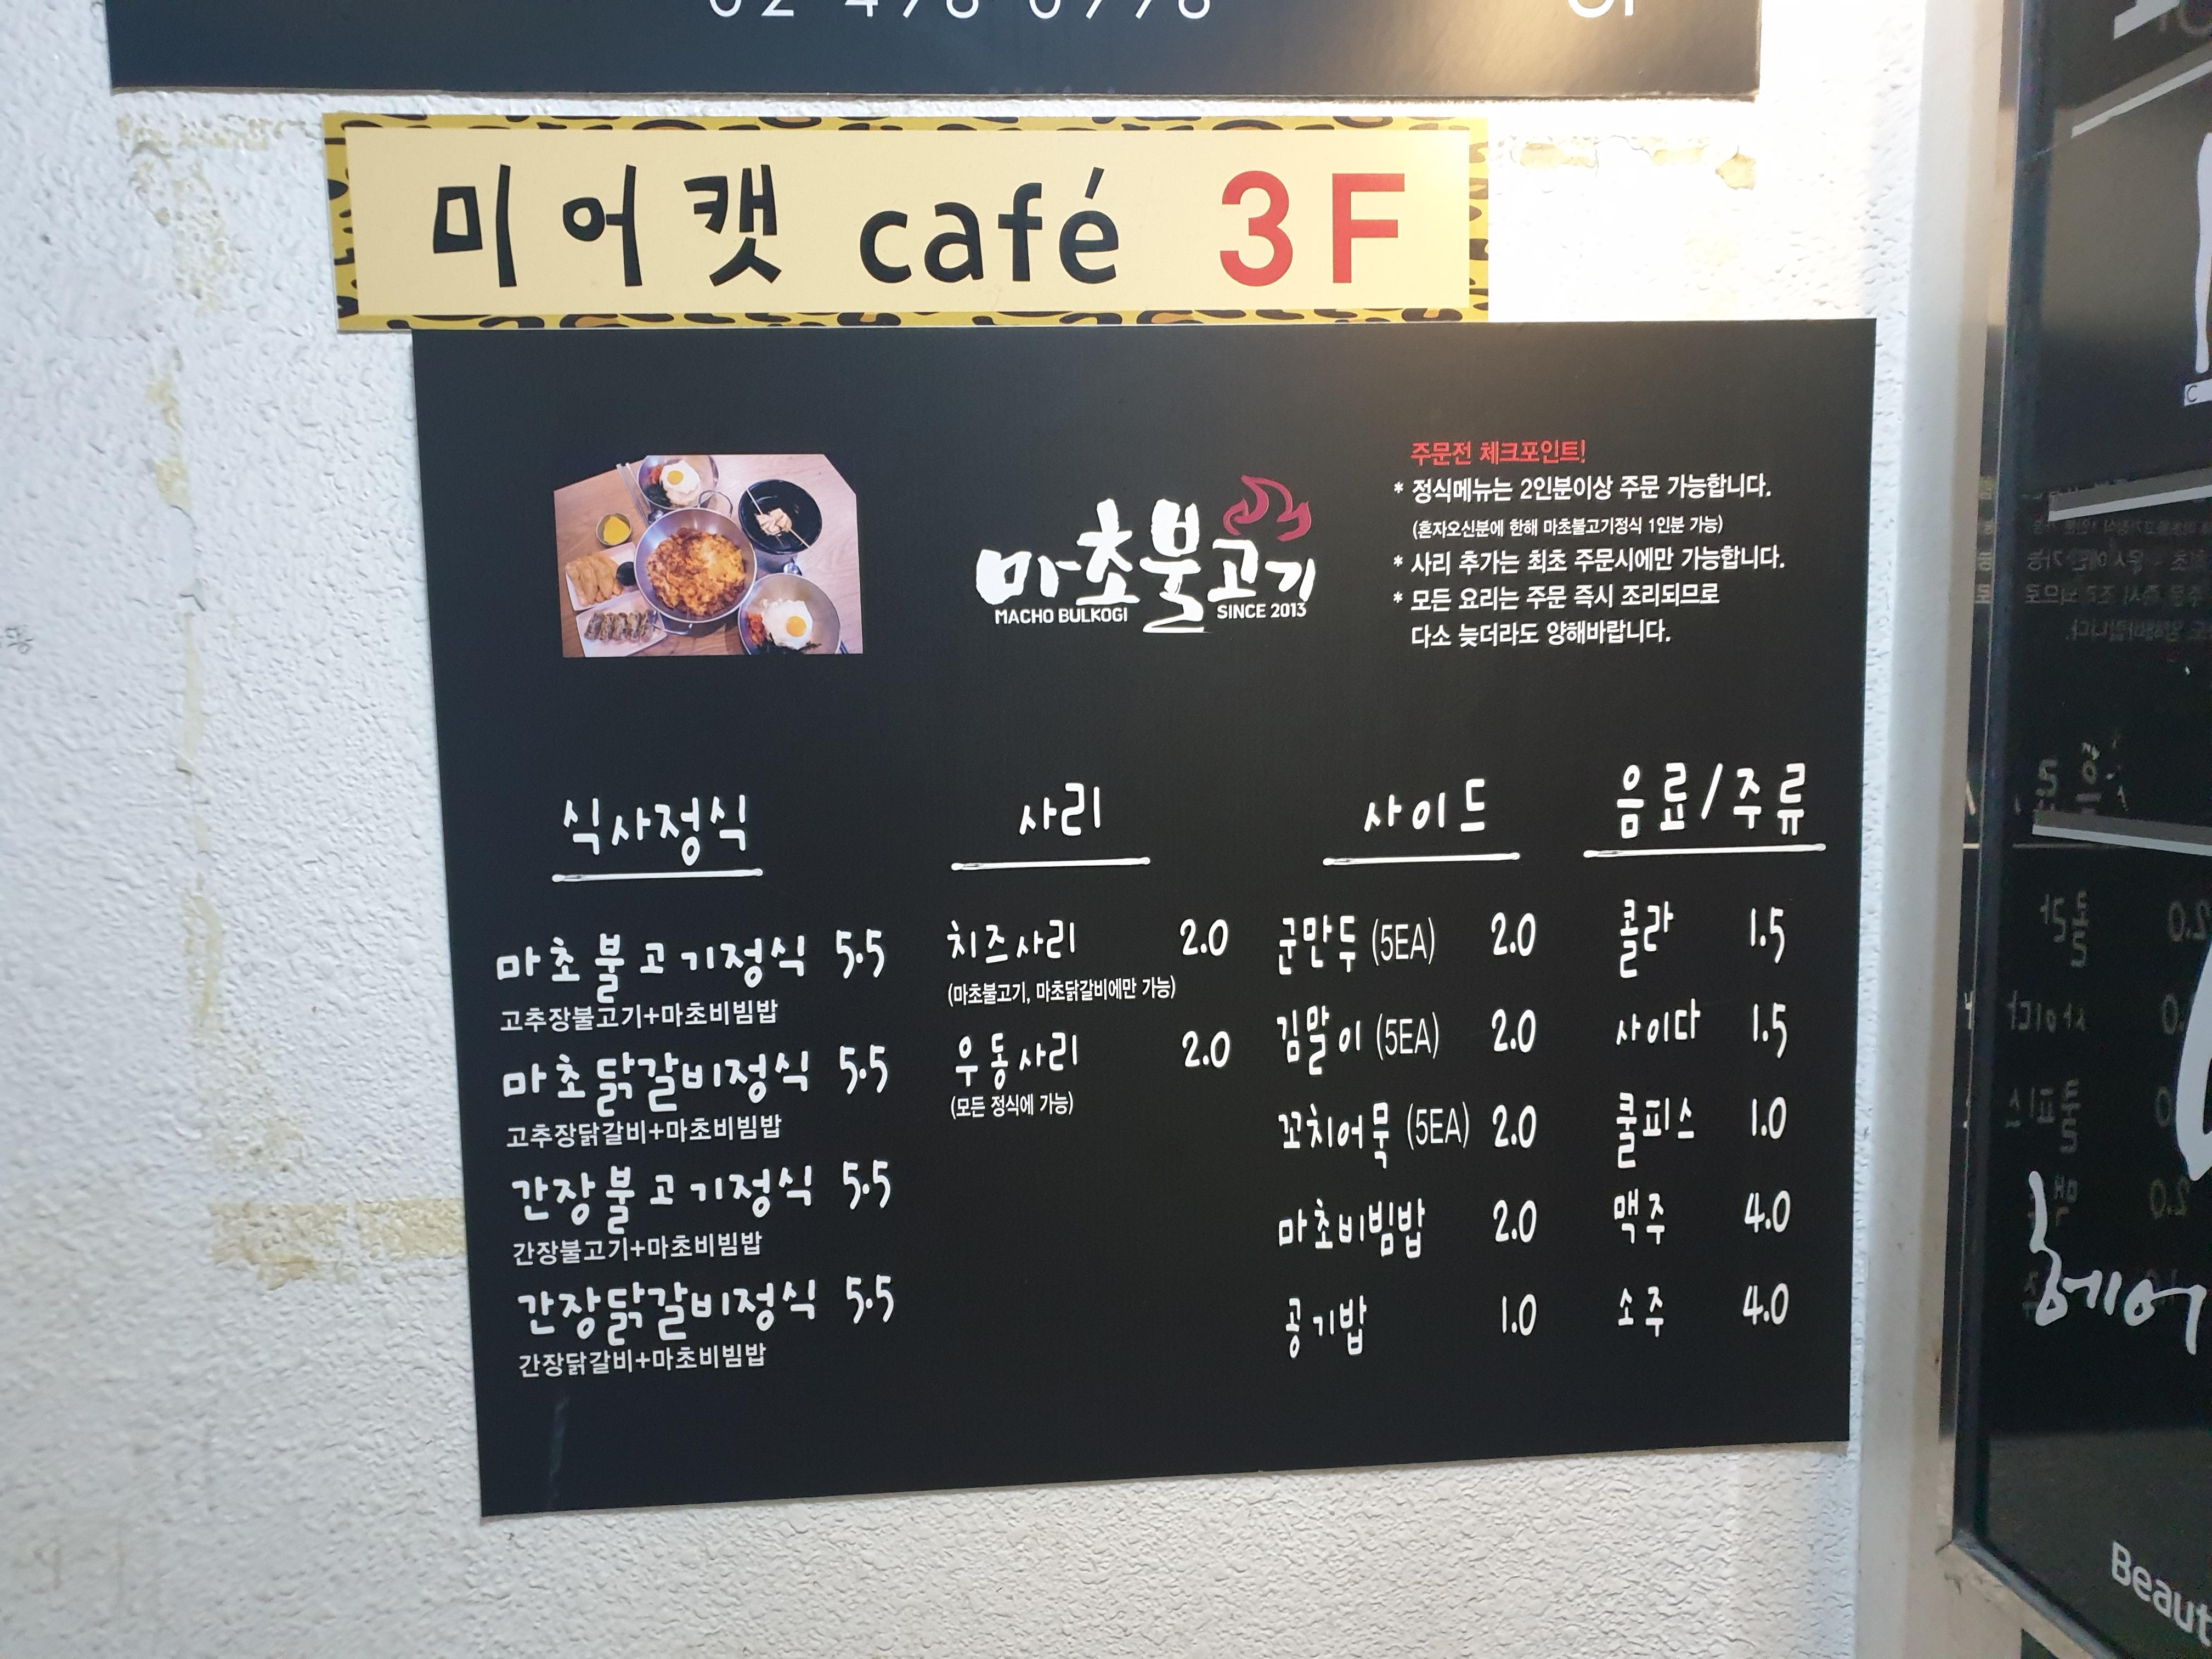 미어캣 café 3F
마초불고기
MACHO BULKOGI SINCE 2013
주문전 체크포인트!
* 정식메뉴는 2인분이상 주문 가능합니다.
(혼자오신분에 한해 마초불고기정식 1인분 가능)
* 사리 추가는 최초 주문시에만 가능합니다.
* 모든 요리는 주문 즉시 조리되므로
다소 늦더라도 양해바랍니다.
식사정식
마초불고기정식 5.5
고추장불고기+마초비빔밥
마초닭갈비정식 5.5
고추장닭갈비+마초비빔밥
간장불고기정식 5.5
간장불고기+마초비빔밥
간장닭갈비정식 5.5
간장닭갈비+마초비빔밥
사리
치즈사리 2.0
(마초불고기, 마초닭갈비에만 가능)
우동사리 2.0
(모든 정식에 가능)
사이드
군만두 (5EA) 2.0
김말이 (5EA) 2.0
꼬치어묵 (5EA) 2.0
마초비빔밥 2.0
공기밥 1.0
음료/주류
콜라 1.5
사이다 1.5
쿨피스 1.0
맥주 4.0
소주 4.0
헤어